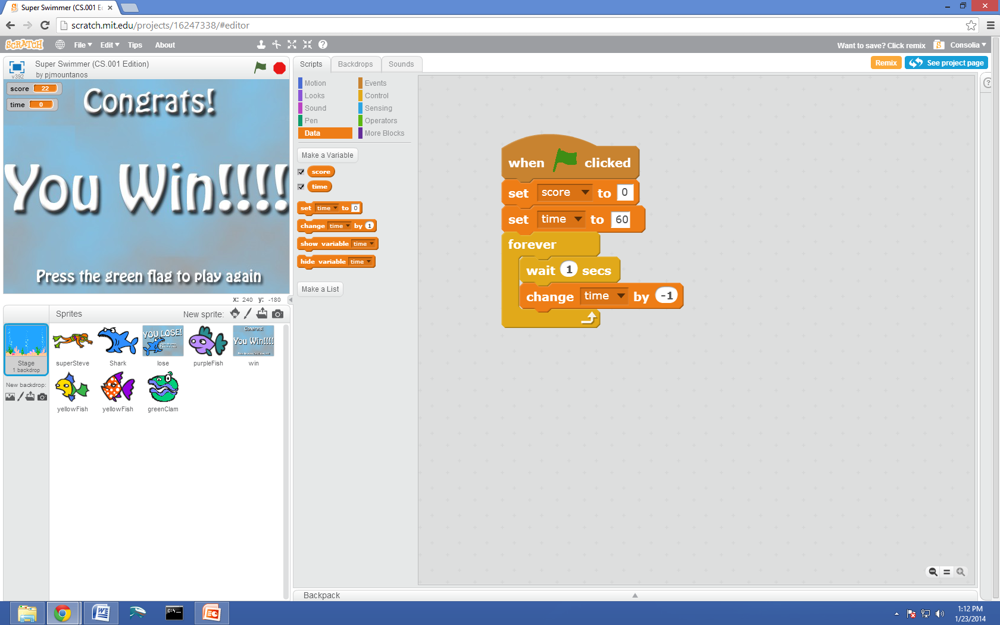 Super Swimmer (CS.001 Ec
scratch.mit.edu/projects/16247338/#editor
SCRATCH File Edit Tips About Want to save? Click remix Consolia
Super Swimmer (CS.001 Edition)
by pjmountanos
v392
score 22
time 0
Congrats!
You Win!!!!
Press the green flag to play again
x: 240 y: -180
Scripts Backdrops Sounds
Remix See project page
Motion Events
Looks Control
Sound Sensing
Pen Operators
Data More Blocks
Make a Variable
score
time
set time to 0
change time by 1
show variable time
hide variable time
Make a List
when clicked
set score to 0
set time to 60
forever
wait 1 secs
change time by -1
Sprites New sprite:
YOU LOSE!
Congrats!
You Win!!!!
Stage
1 backdrop
New backdrop:
superSteve Shark lose purpleFish win
yellowFish yellowFish greenClam
Backpack
1:12 PM
1/23/2014